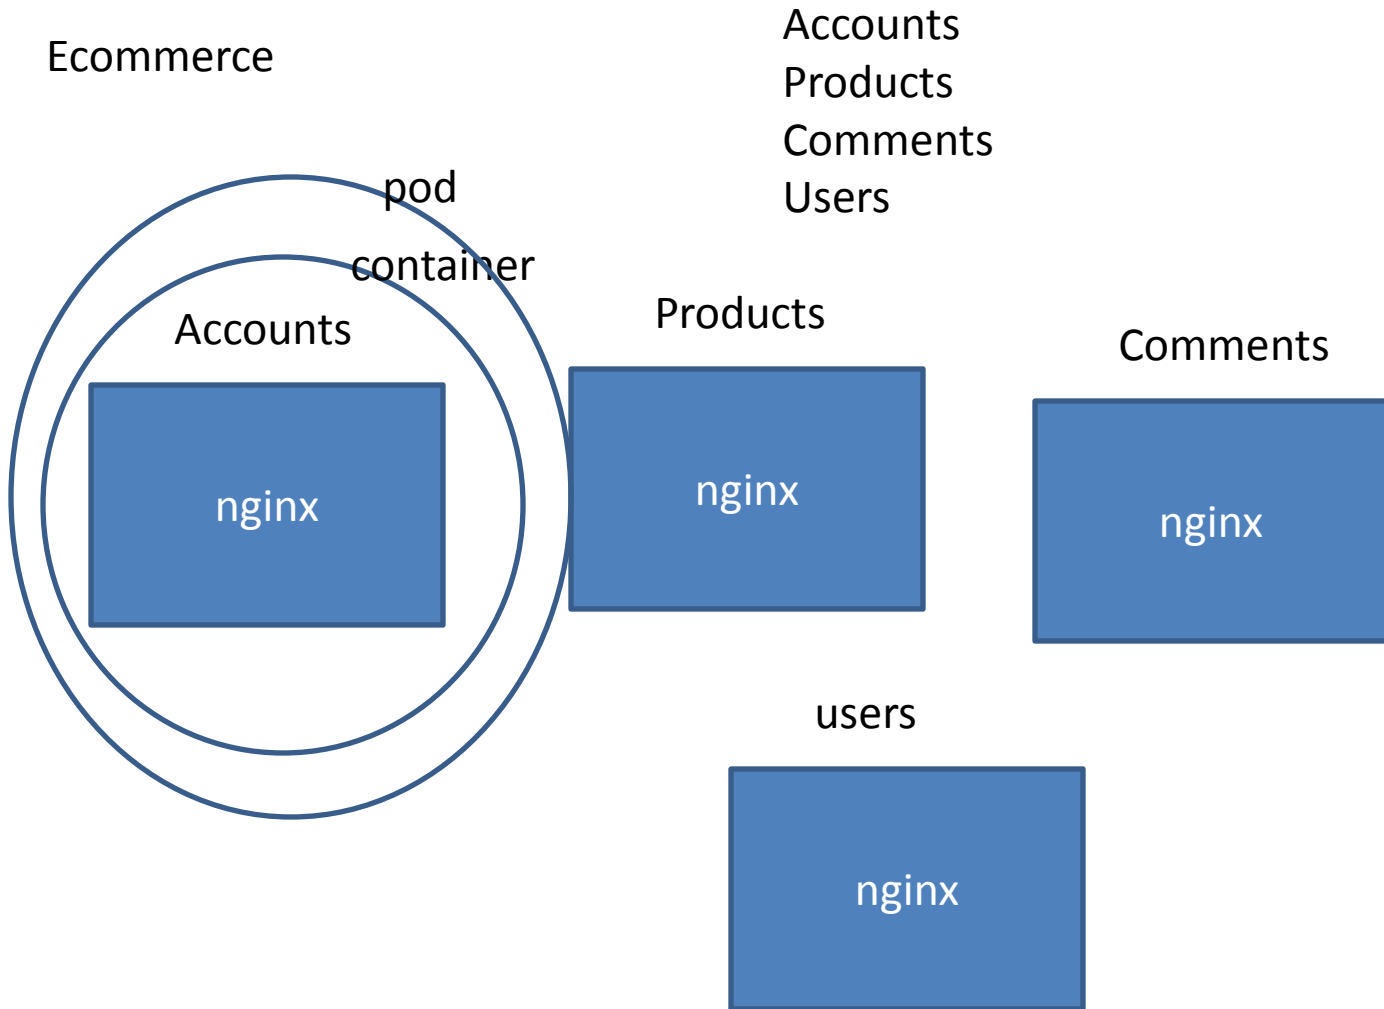 Ecommerce
Accounts
Products
Comments
Users
pod
container
Accounts
Products
Comments
nginx
nginx
nginx
users
nginx